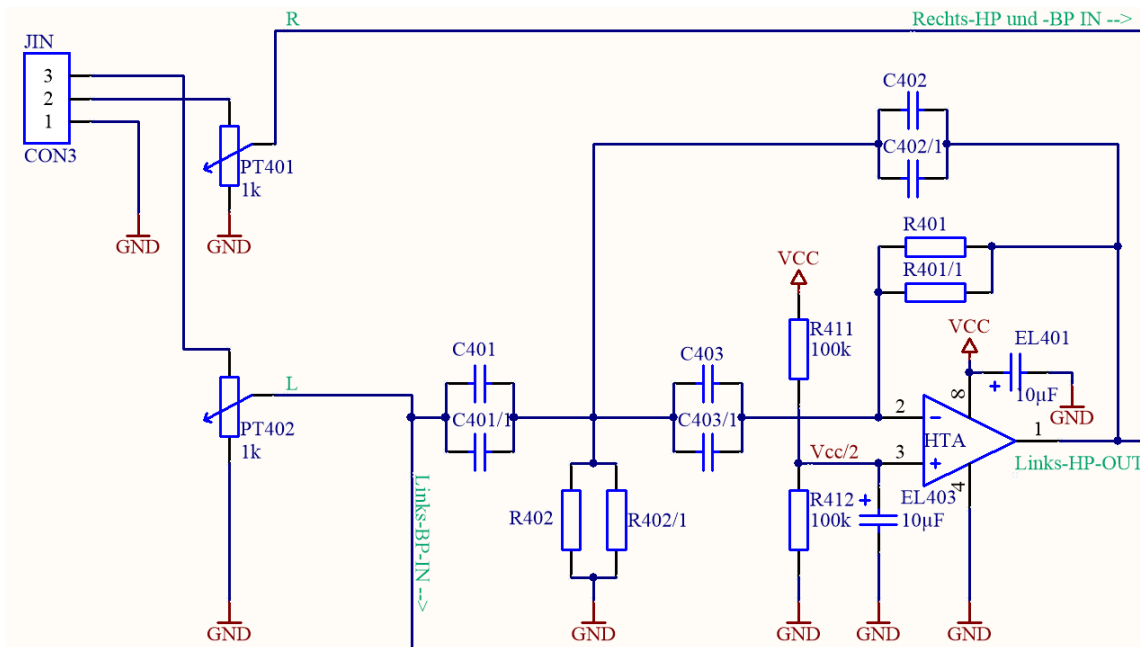 R
Rechts-HP und -BP IN -->
JIN
3
2
1
CON3
PT401
1k
GND
GND
C402
C402/1
R401
R401/1
VCC
R411
100k
VCC
EL401
10µF
GND
C401
C401/1
C403
C403/1
L
PT402
1k
Links-BP-IN -->
2
8
HTA
1
Links-HP-OUT
Vcc/2
3
4
R402
R402/1
R412
100k
EL403
10µF
GND
GND
GND
GND
GND